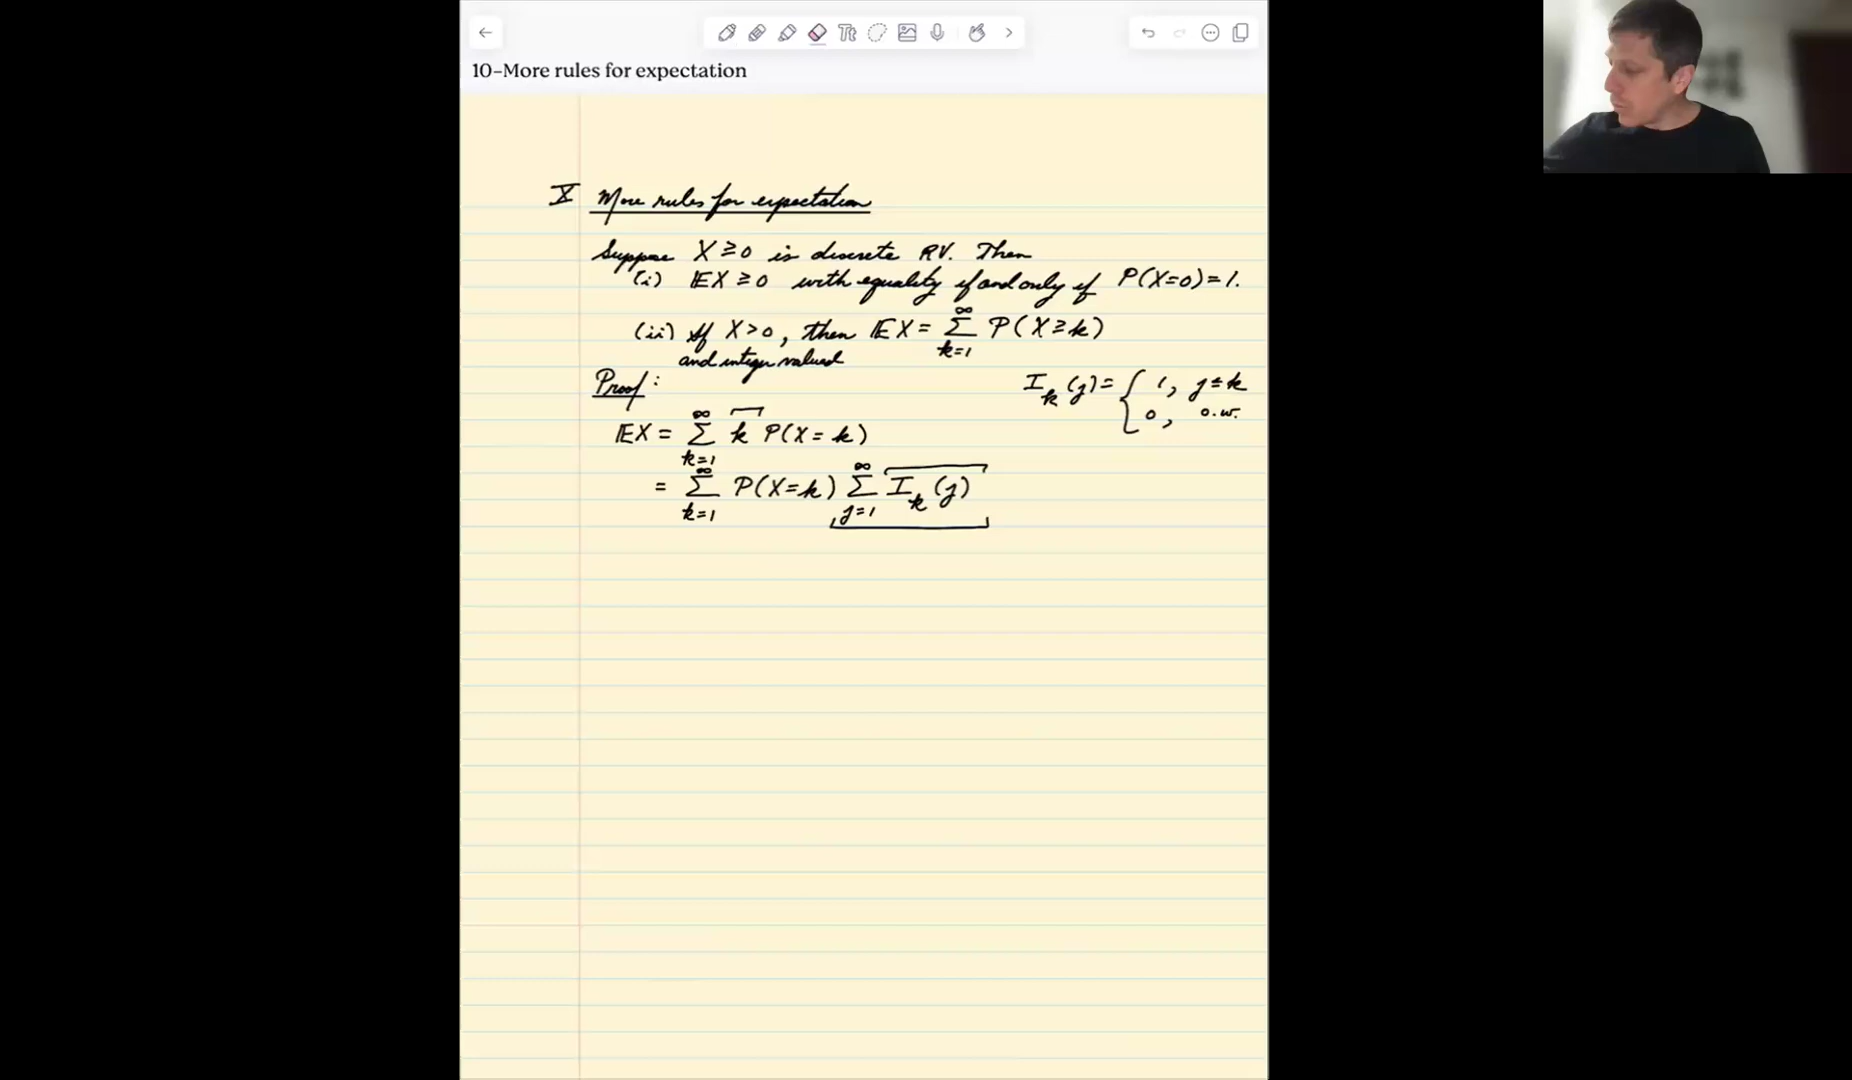 10-More rules for expectation
X More rules for expectation
Suppose X ≥ 0 is discrete RV. Then
(i) EX ≥ 0 with equality if and only if P(X=0)=1.
(ii) If X>0, then EX = ∑_{k=1}^{∞} P(X≥k)
and integer valued
Proof:
I_k(j) = { 1, j≤k
0, o.w.
EX = ∑_{k=1}^{∞} k P(X=k)
= ∑_{k=1}^{∞} P(X=k) ∑_{j=1}^{∞} I_k(j)